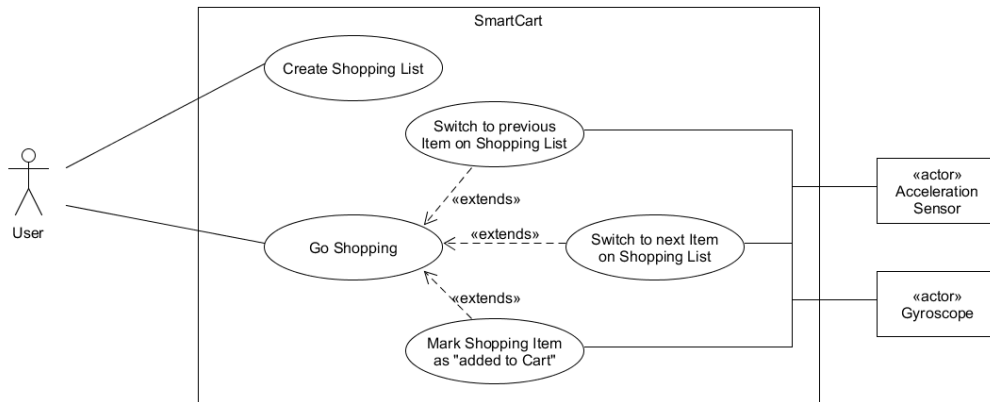 SmartCart
Create Shopping List
Switch to previous
Item on Shopping List
«actor»
Acceleration
Sensor
«extends»
User
Go Shopping
«extends»
Switch to next Item
on Shopping List
«extends»
«actor»
Gyroscope
Mark Shopping Item
as "added to Cart"